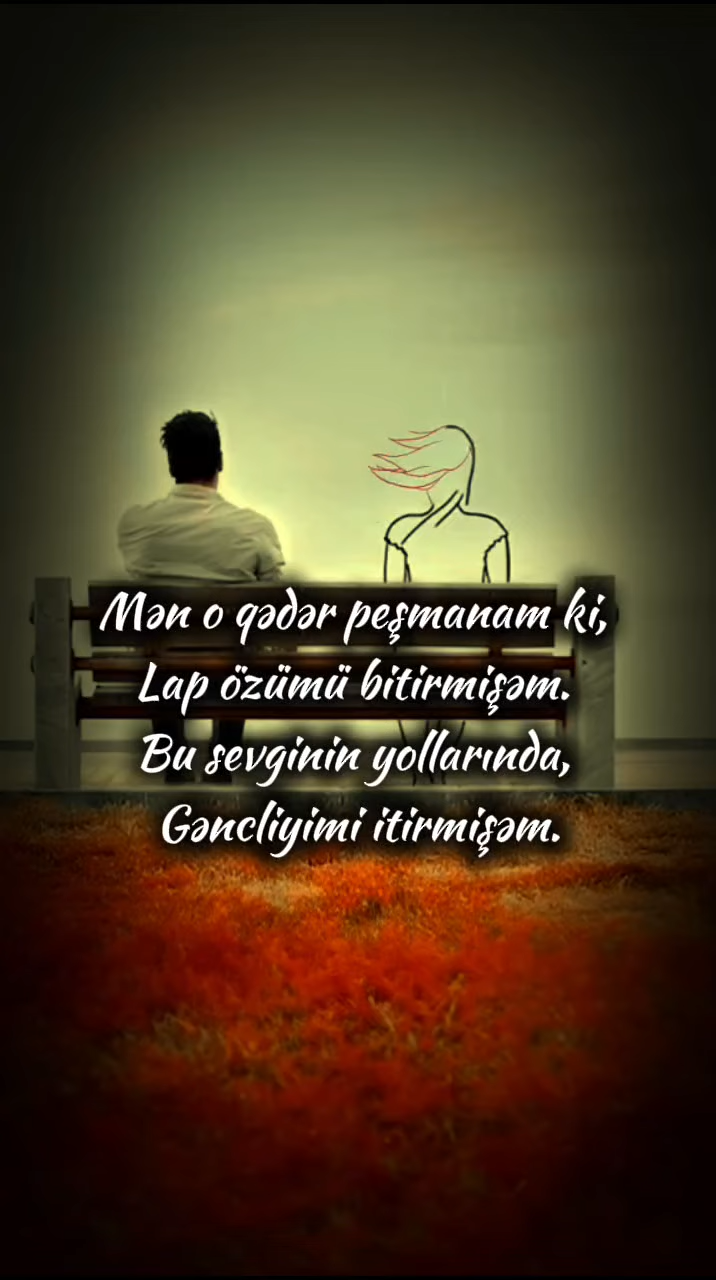 Mən o qədər peşmanam ki,
Lap özümü bitirmişəm.
Bu sevginin yollarında,
Gəncliyimi itirmişəm.